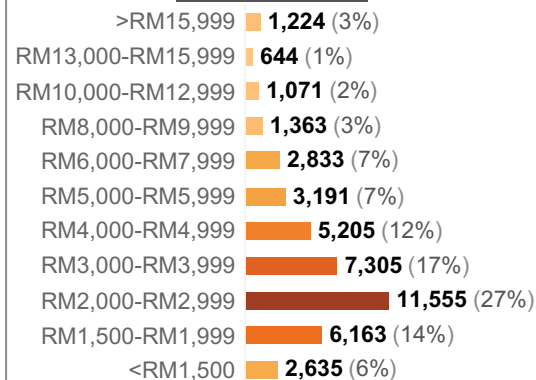 >RM15,999 1,224 (3%)
RM13,000-RM15,999 644 (1%)
RM10,000-RM12,999 1,071 (2%)
RM8,000-RM9,999 1,363 (3%)
RM6,000-RM7,999 2,833 (7%)
RM5,000-RM5,999 3,191 (7%)
RM4,000-RM4,999 5,205 (12%)
RM3,000-RM3,999 7,305 (17%)
RM2,000-RM2,999 11,555 (27%)
RM1,500-RM1,999 6,163 (14%)
<RM1,500 2,635 (6%)